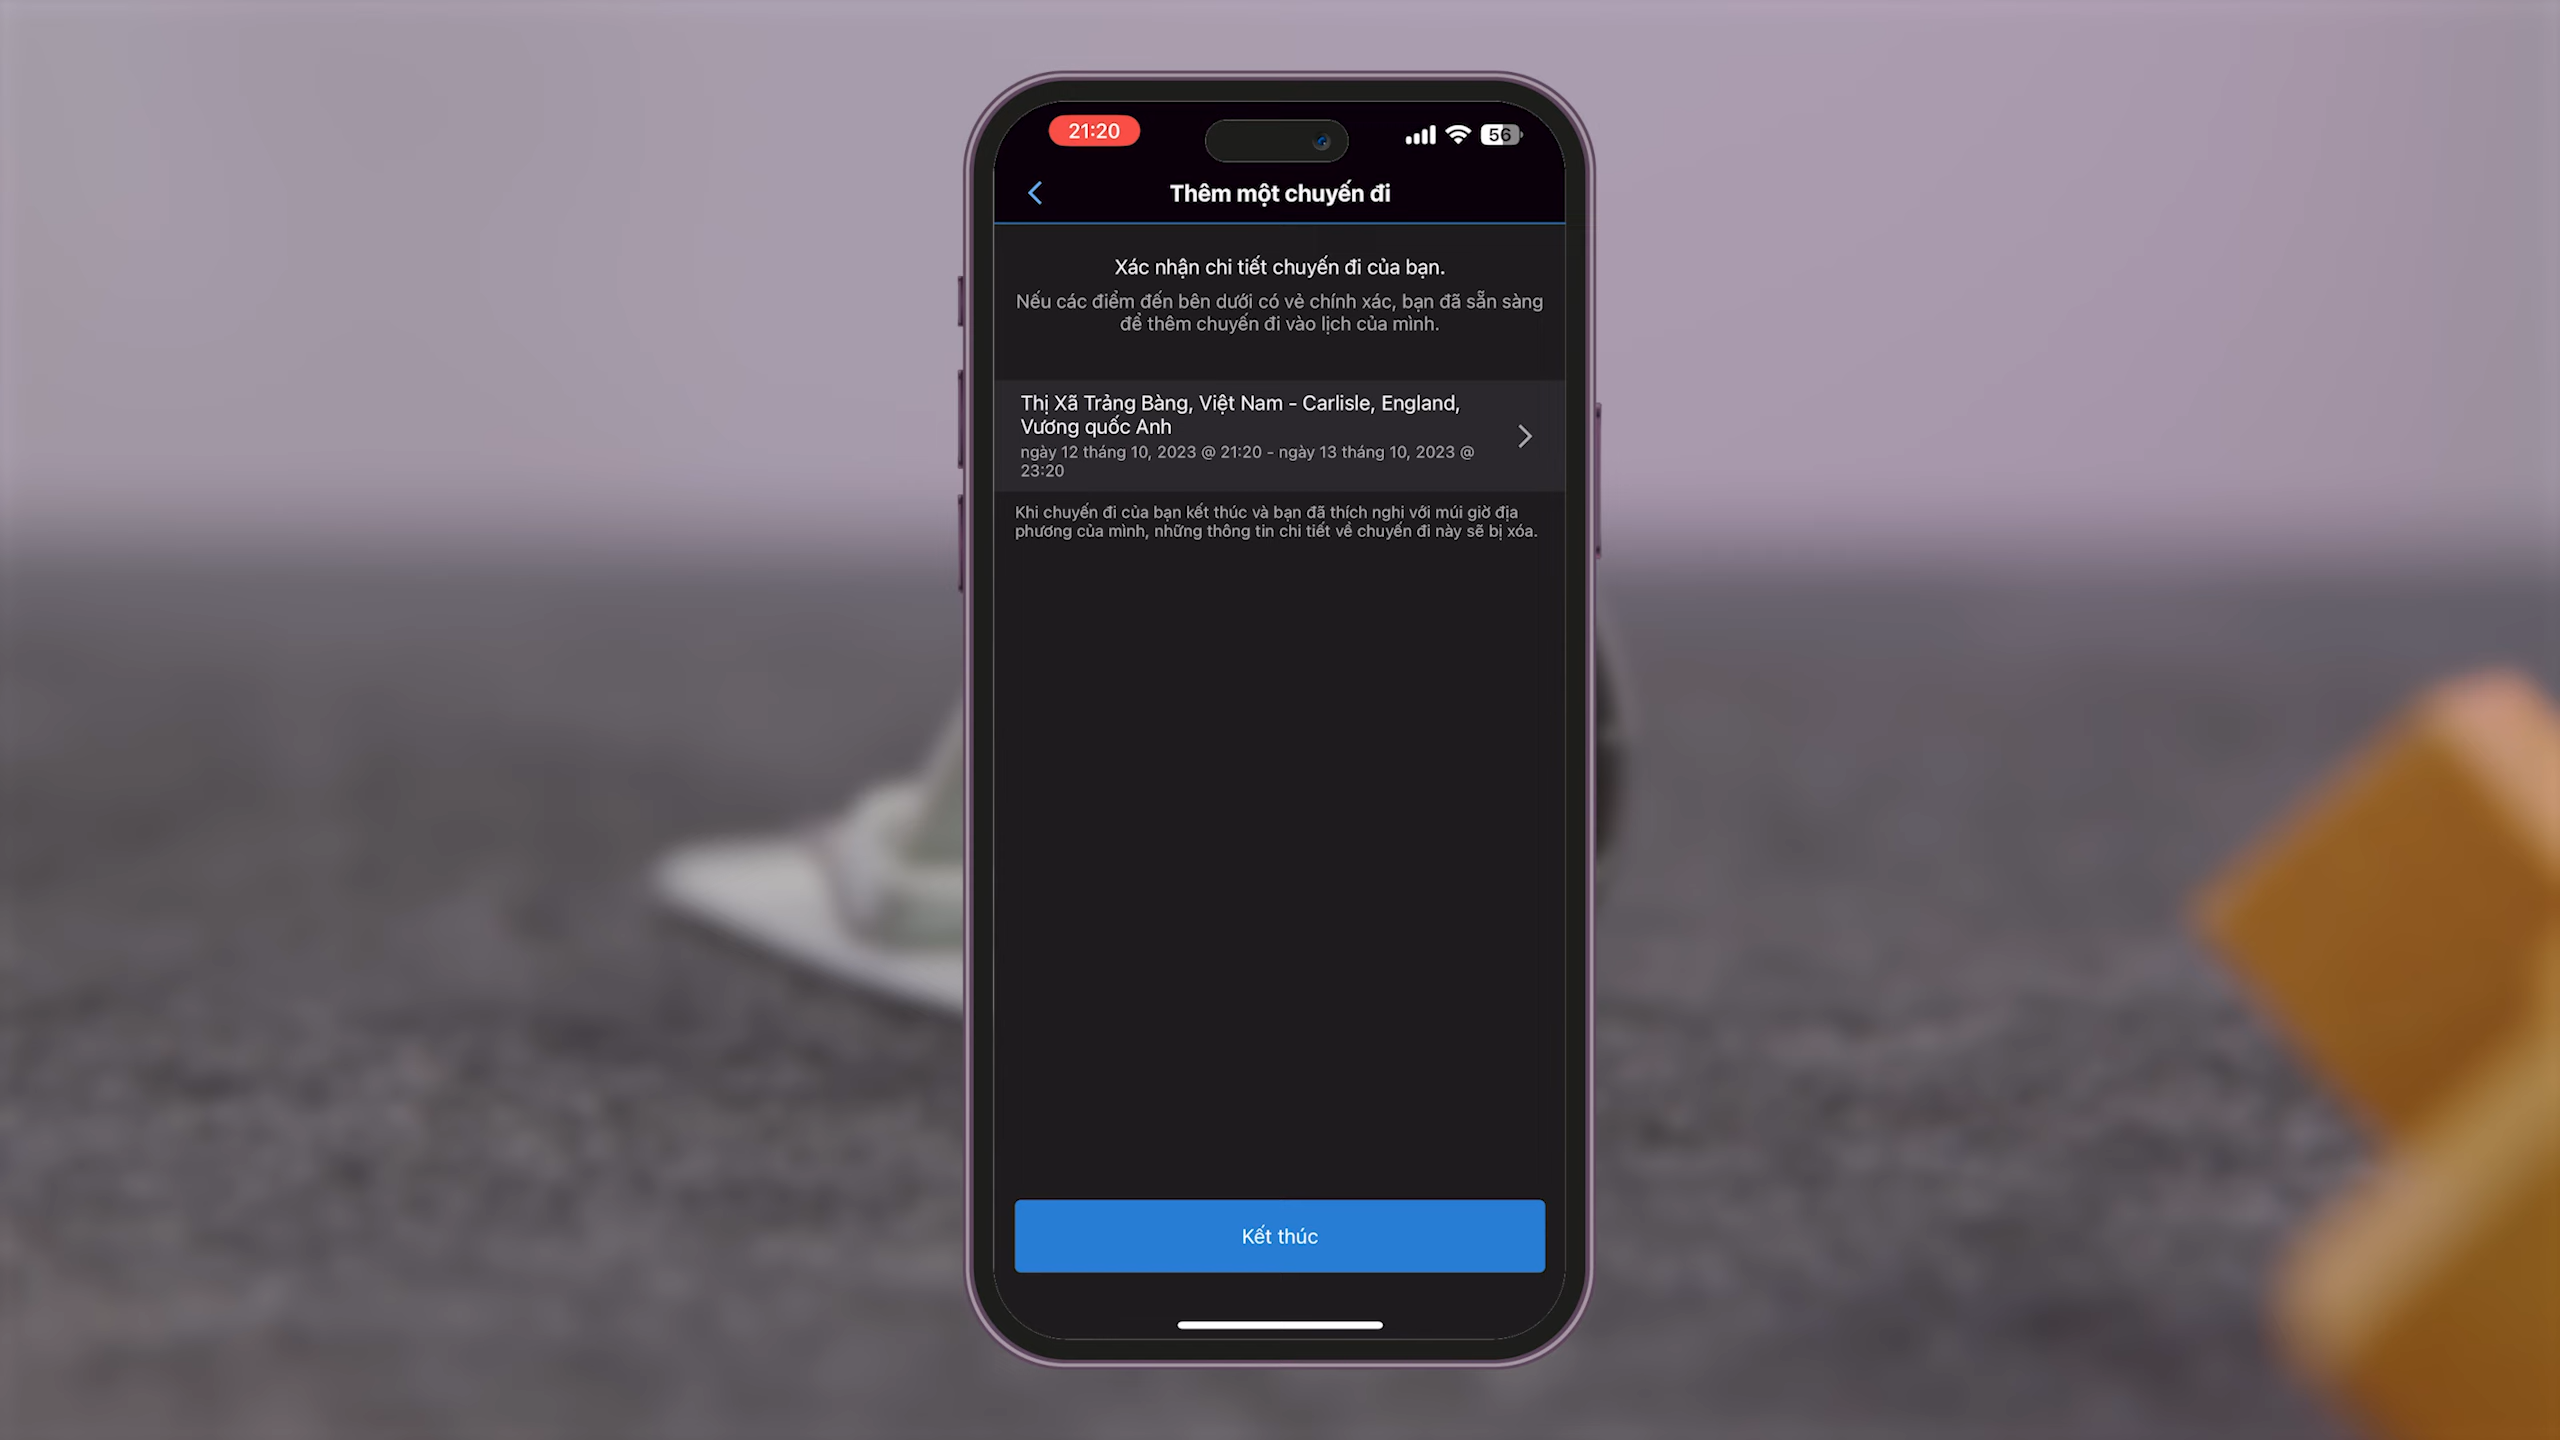 21:20
56
Thêm một chuyến đi
Xác nhận chi tiết chuyến đi của bạn.
Nếu các điểm đến bên dưới có vẻ chính xác, bạn đã sẵn sàng
để thêm chuyến đi vào lịch của mình.
Thị Xã Trảng Bàng, Việt Nam - Carlisle, England,
Vương quốc Anh
ngày 12 tháng 10, 2023 @ 21:20 - ngày 13 tháng 10, 2023 @
23:20
Khi chuyến đi của bạn kết thúc và bạn đã thích nghi với múi giờ địa
phương của mình, những thông tin chi tiết về chuyến đi này sẽ bị xóa.
Kết thúc